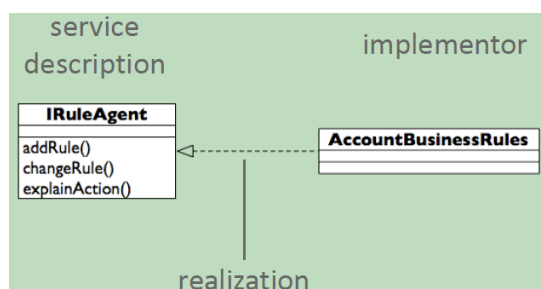 service
description
implementor
IRuleAgent
addRule()
changeRule()
explainAction()
AccountBusinessRules
realization